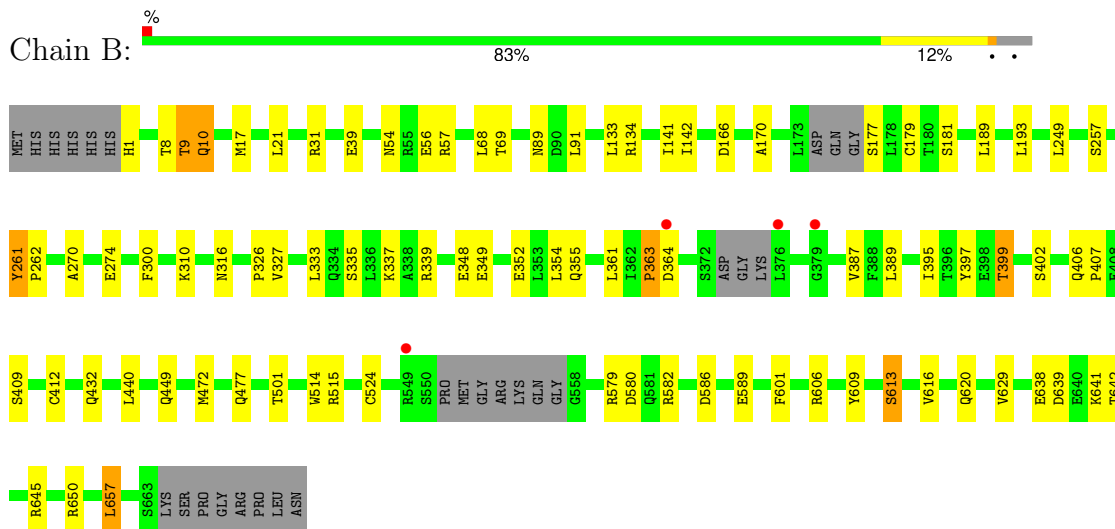 %
Chain B:
83% 12% • •
MET HIS HIS HIS HIS HIS H1 T8 T9 Q10 M17 L21 R31 E39 N54 R55 E56 R57 L68 T69 N89 D90 L91 L133 R134 I141 I142 D166 A170 L173 ASP GLN GLY S177 L178 C179 T180 S181 L189 L193 L249 S257
Y261 P262 A270 E274 F300 K310 N316 P326 V327 L333 Q334 S335 L336 K337 A338 R339 E348 E349 E352 L353 L354 Q355 L361 I362 P363 D364 S372 ASP GLY LYS L376 G379 V387 F388 L389 I395 T396 Y397 E398 T399 S402 Q406 P407 E408
S409 C412 Q432 L440 Q449 M472 Q477 T501 W514 R515 C524 R549 S550 PRO MET GLY ARG LYS GLN GLY G558 R579 D580 Q581 R582 D586 E589 F601 R606 Y609 S613 V616 Q620 V629 E638 D639 E640 K641 T642
R645 R650 L657 S663 LYS SER PRO GLY ARG PRO LEU ASN